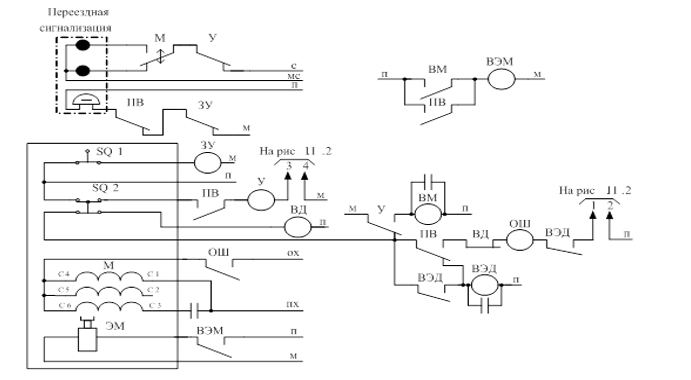 Переездная
сигнализация
М У
с
мс
п
ПВ ЗУ
м
п ВМ ВЭМ м
ПВ
SQ 1 ЗУ м
п
SQ 2 ПВ У
На рис 11 .2
3 4
м
ВД п
м У ВМ п
ПВ ВД ОШ ВЭД
На рис 11 .2
1 2
п
ВЭД ВЭД п
ОШ ох
М
С4 С1
С5 С2
С6 С3
пх
ЭМ ВЭМ п
м